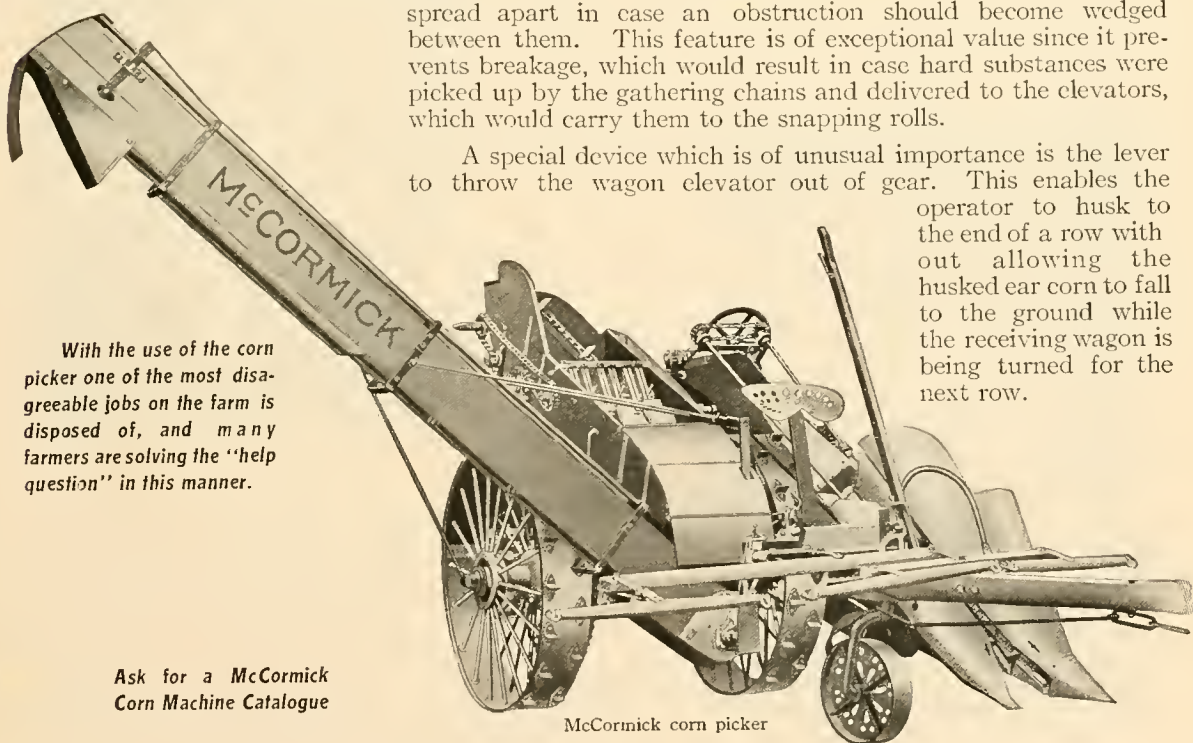 spread apart in case an obstruction should become wedged
between them. This feature is of exceptional value since it pre-
vents breakage, which would result in case hard substances were
picked up by the gathering chains and delivered to the elevators,
which would carry them to the snapping rolls.
A special device which is of unusual importance is the lever
to throw the wagon elevator out of gear. This enables the
operator to husk to
the end of a row with
out allowing the
husked ear corn to fall
to the ground while
the receiving wagon is
being turned for the
next row.
McCORMICK
With the use of the corn
picker one of the most disa-
greeable jobs on the farm is
disposed of, and many
farmers are solving the "help
question" in this manner.
Ask for a McCormick
Corn Machine Catalogue
McCormick corn picker